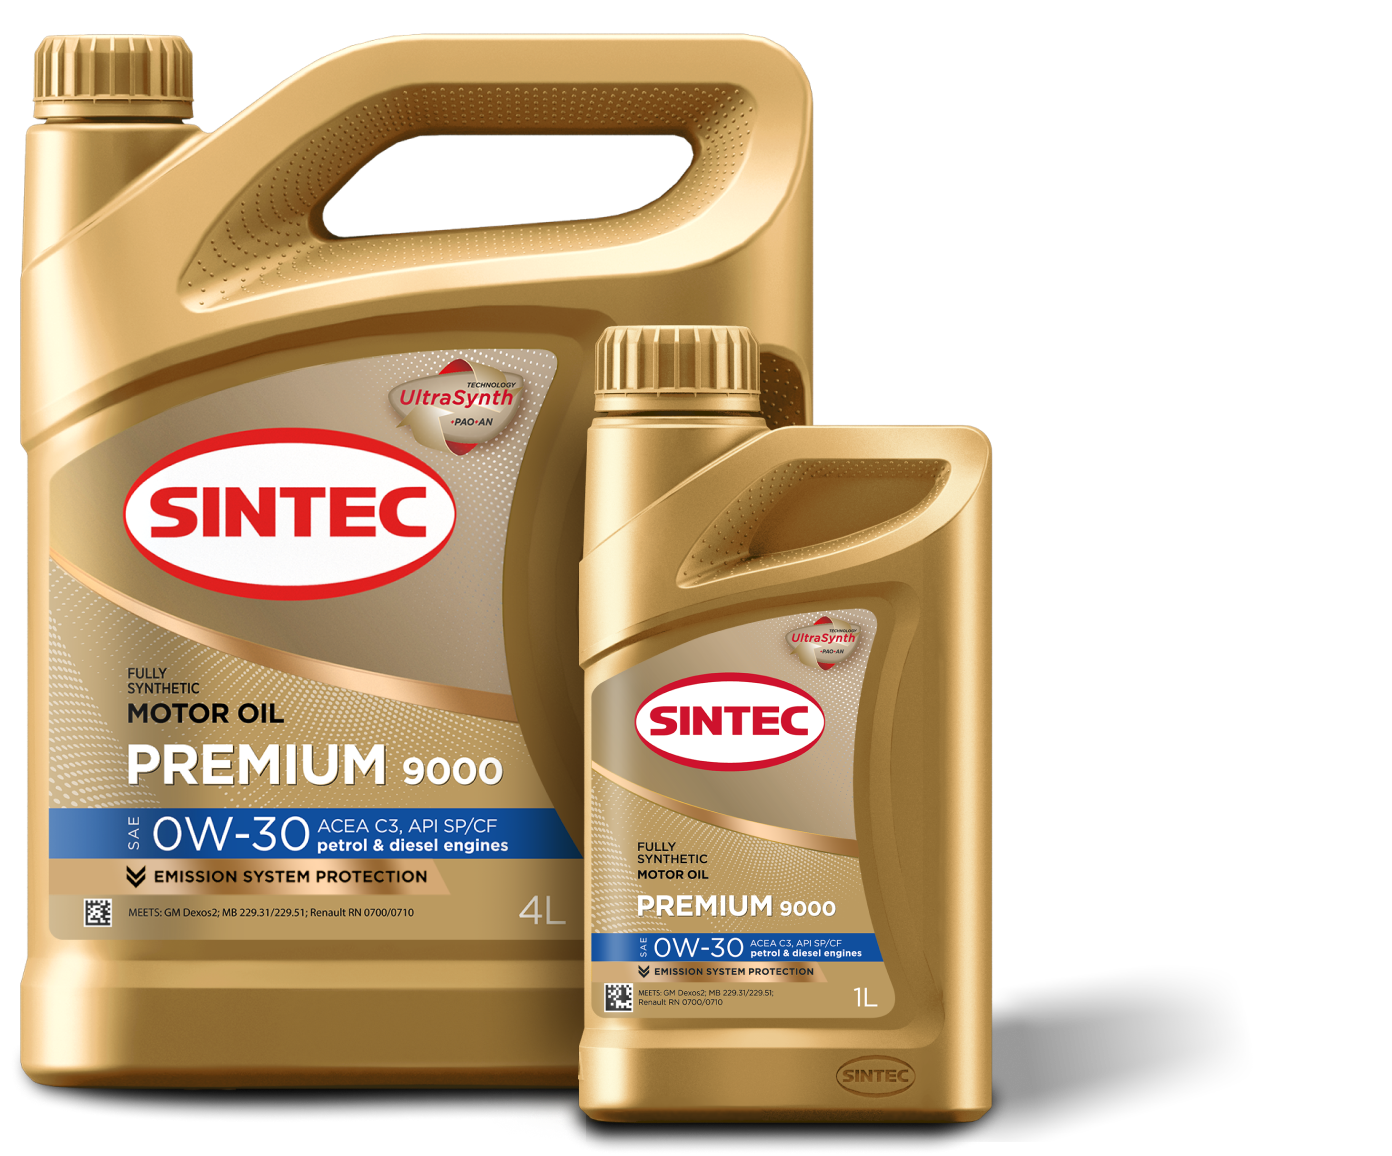 TECHNOLOGY
UltraSynth
•PAO•AN
SINTEC
FULLY
SYNTHETIC
MOTOR OIL
PREMIUM 9000
SAE 0W-30 ACEA C3, API SP/CF
petrol & diesel engines
EMISSION SYSTEM PROTECTION
MEETS: GM Dexos2; MB 229.31/229.51; Renault RN 0700/0710
4L
TECHNOLOGY
UltraSynth
•PAO•AN
SINTEC
FULLY
SYNTHETIC
MOTOR OIL
PREMIUM 9000
SAE 0W-30 ACEA C3, API SP/CF
petrol & diesel engines
EMISSION SYSTEM PROTECTION
MEETS: GM Dexos2; MB 229.31/229.51;
Renault RN 0700/0710
1L
SINTEC